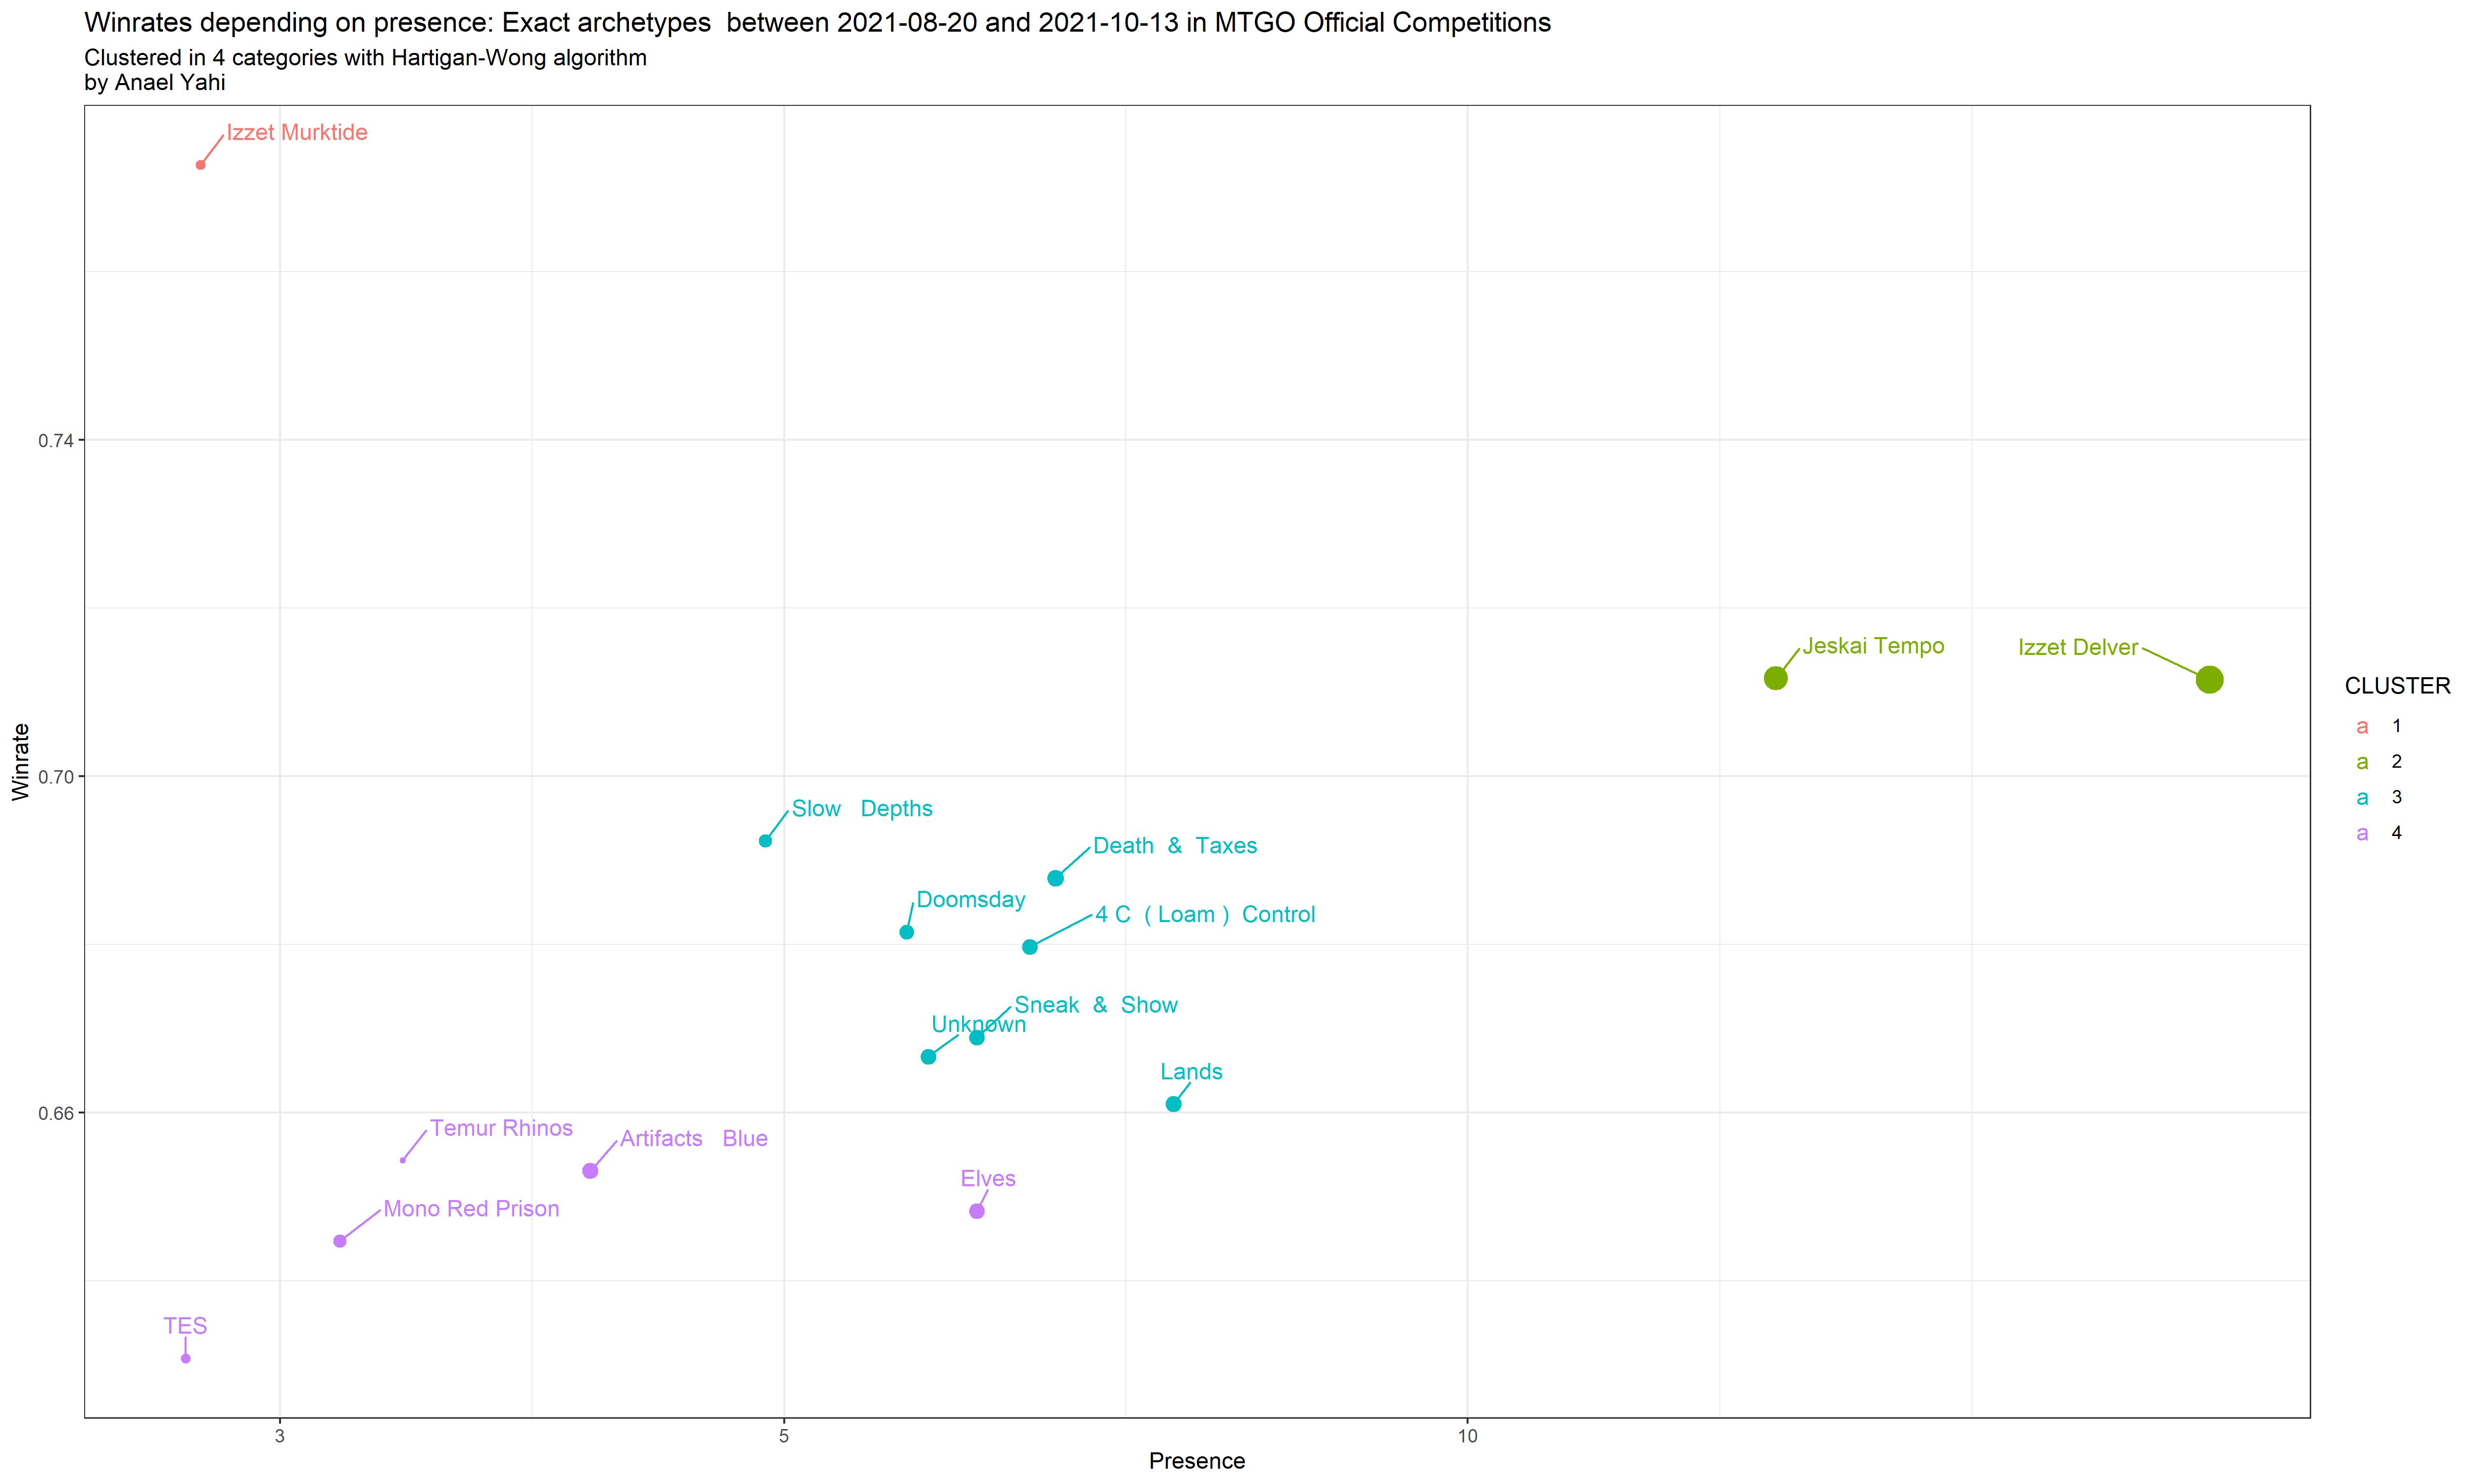 Winrates depending on presence: Exact archetypes  between 2021-08-20 and 2021-10-13 in MTGO Official Competitions
Clustered in 4 categories with Hartigan-Wong algorithm
by Anael Yahi
Izzet Murktide
0.74
Jeskai Tempo
Izzet Delver
CLUSTER
a 1
a 2
a 3
a 4
Winrate
0.70
Slow   Depths
Death  &  Taxes
Doomsday
4 C  ( Loam )  Control
Sneak  &  Show
Unknown
Lands
0.66
Temur Rhinos
Artifacts   Blue
Elves
Mono Red Prison
TES
3
5
10
Presence